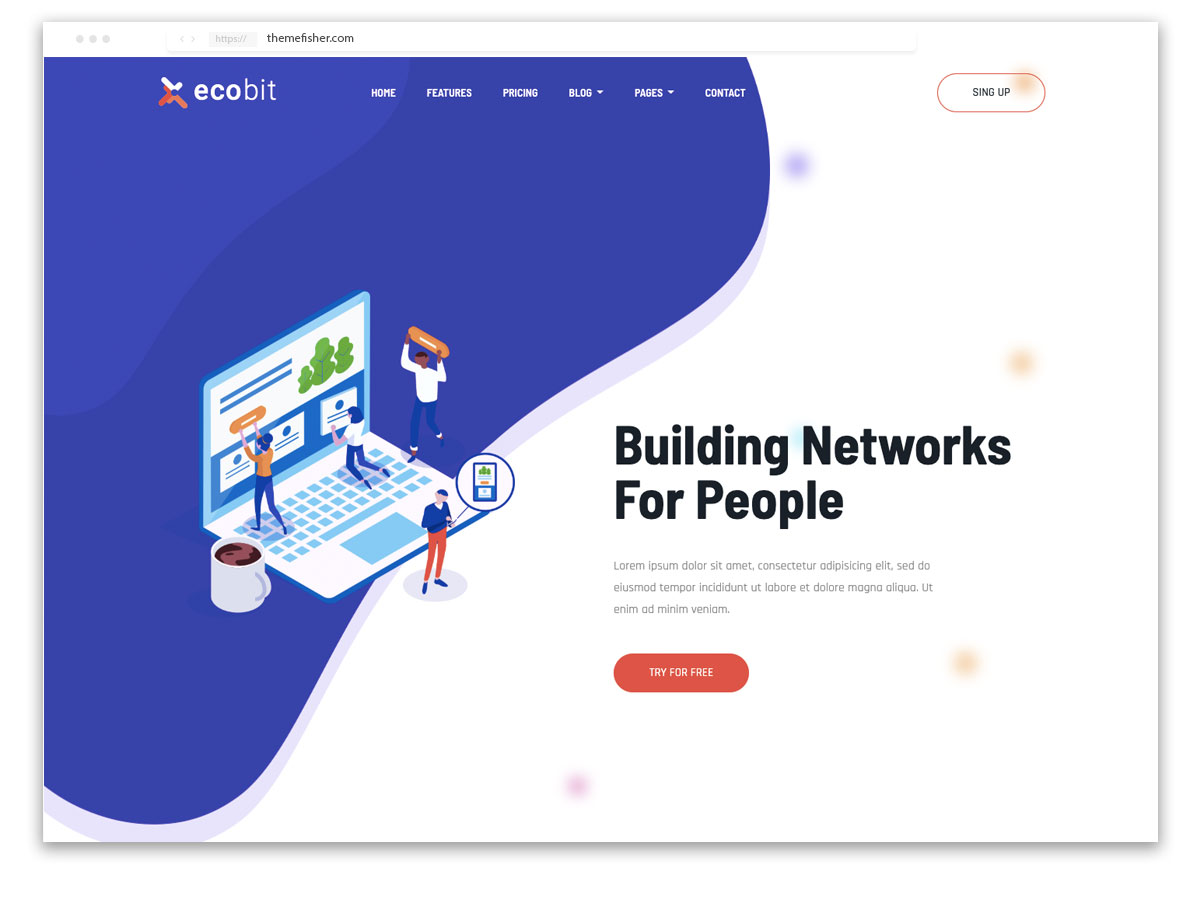 https://
themefisher.com
ecobit
HOME FEATURES PRICING BLOG PAGES CONTACT
SING UP
Building Networks
For People
Lorem ipsum dolor sit amet, consectetur adipisicing elit, sed do
eiusmod tempor incididunt ut labore et dolore magna aliqua. Ut
enim ad minim veniam.
TRY FOR FREE